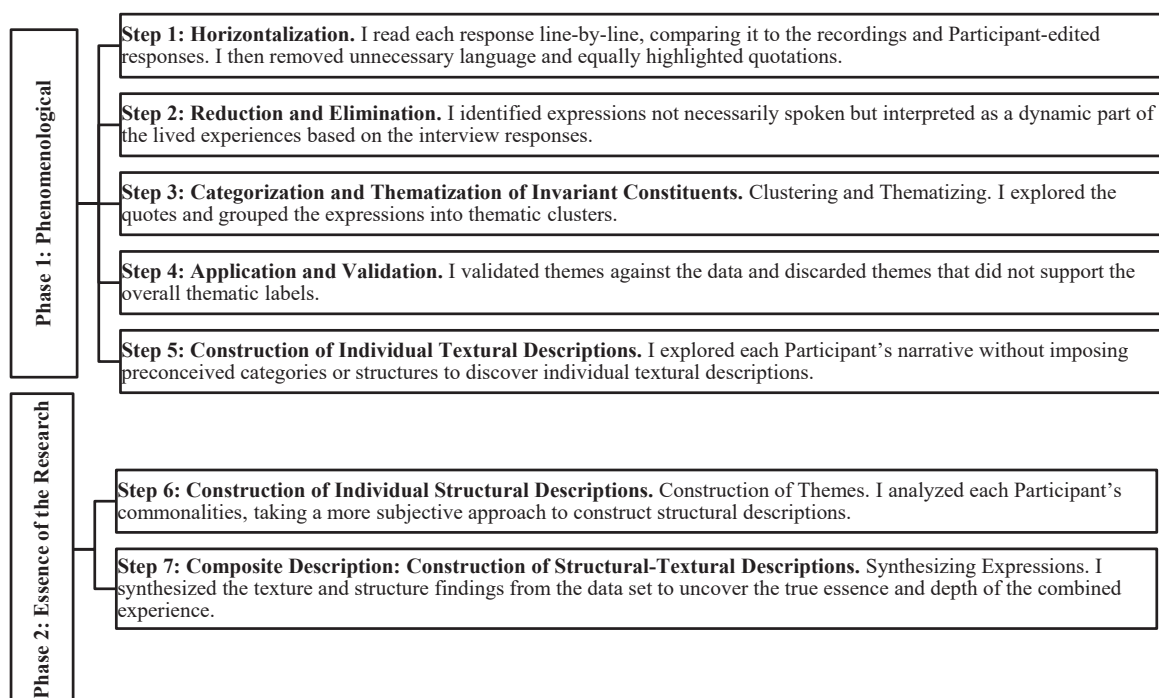 Phase 1: Phenomenological
Step 1: Horizontalization. I read each response line-by-line, comparing it to the recordings and Participant-edited
responses. I then removed unnecessary language and equally highlighted quotations.
Step 2: Reduction and Elimination. I identified expressions not necessarily spoken but interpreted as a dynamic part of
the lived experiences based on the interview responses.
Step 3: Categorization and Thematization of Invariant Constituents. Clustering and Thematizing. I explored the
quotes and grouped the expressions into thematic clusters.
Step 4: Application and Validation. I validated themes against the data and discarded themes that did not support the
overall thematic labels.
Step 5: Construction of Individual Textural Descriptions. I explored each Participant’s narrative without imposing
preconceived categories or structures to discover individual textural descriptions.
Phase 2: Essence of the Research
Step 6: Construction of Individual Structural Descriptions. Construction of Themes. I analyzed each Participant’s
commonalities, taking a more subjective approach to construct structural descriptions.
Step 7: Composite Description: Construction of Structural-Textural Descriptions. Synthesizing Expressions. I
synthesized the texture and structure findings from the data set to uncover the true essence and depth of the combined
experience.